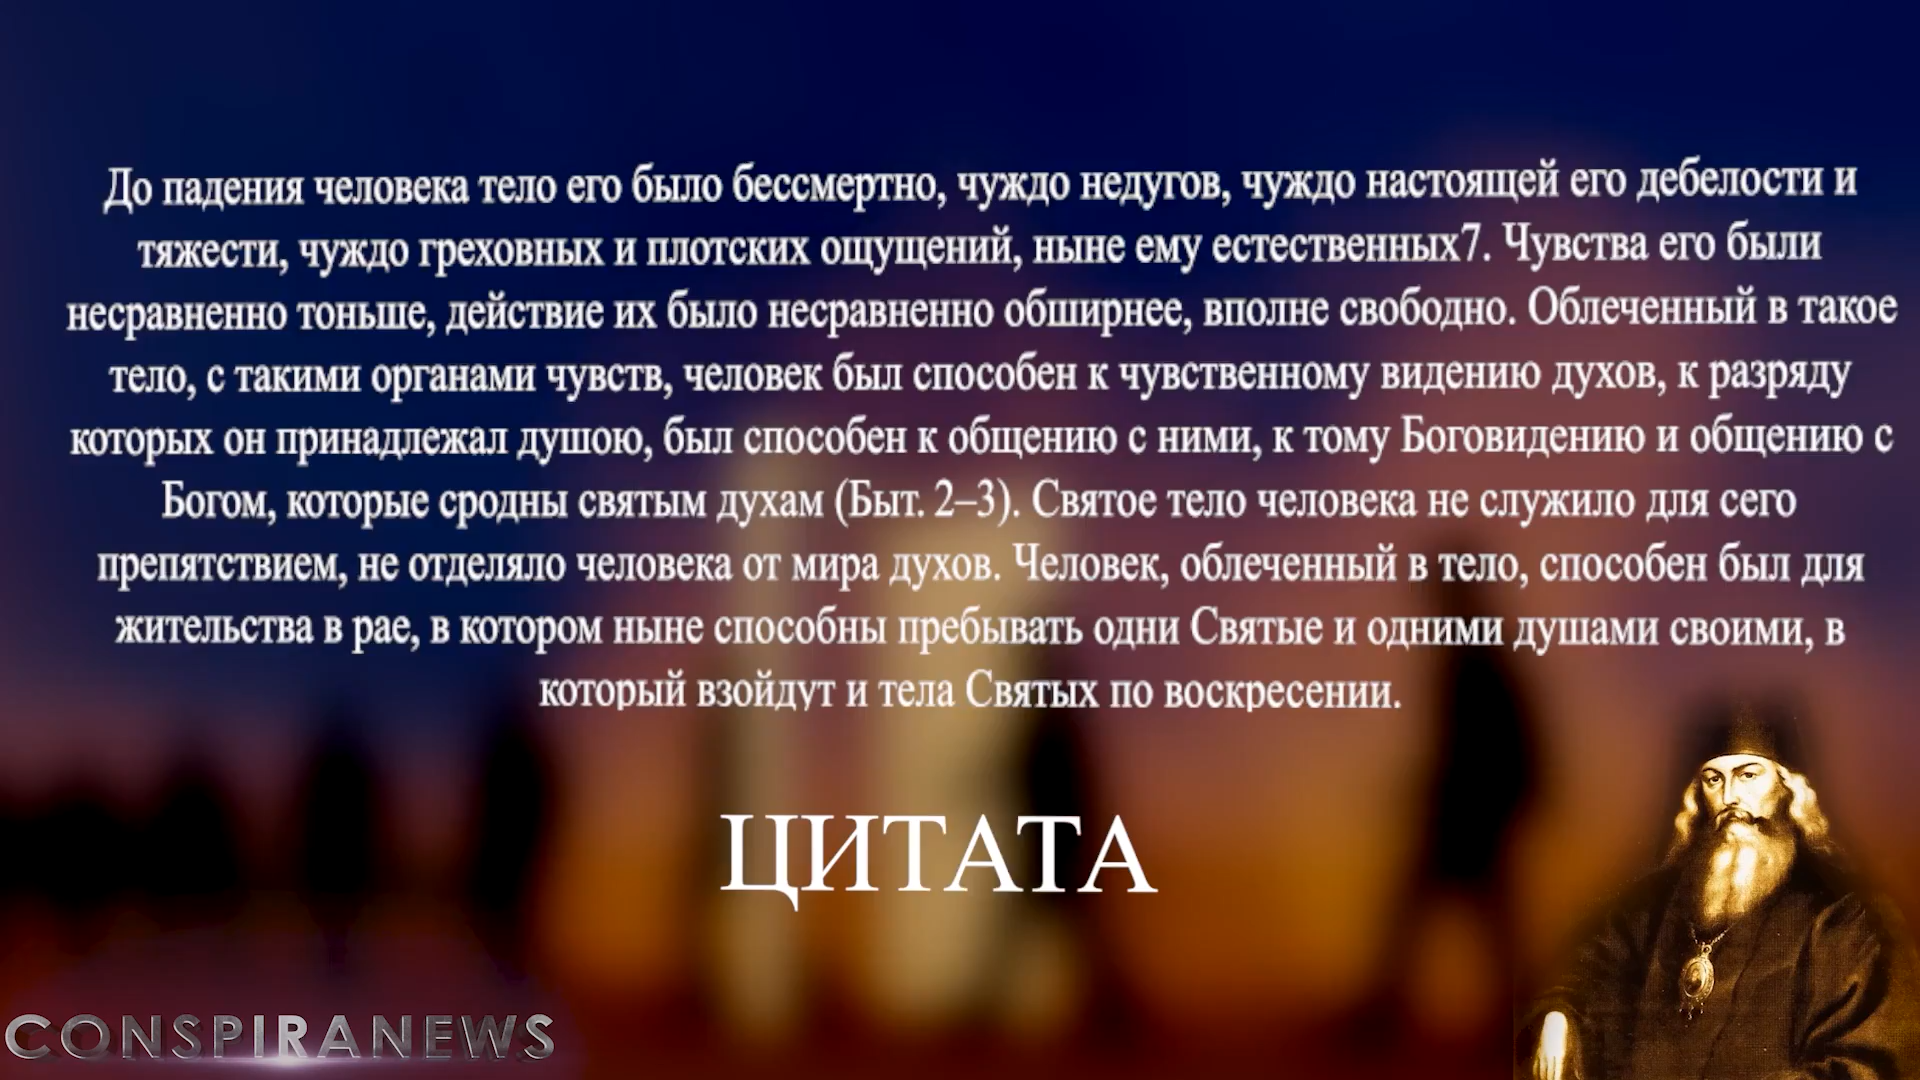 До падения человека тело его было бессмертно, чуждо недугов, чуждо настоящей его дебелости и
тяжести, чуждо греховных и плотских ощущений, ныне ему естественных7. Чувства его были
несравненно тоньше, действие их было несравненно обширнее, вполне свободно. Облеченный в такое
тело, с такими органами чувств, человек был способен к чувственному видению духов, к разряду
которых он принадлежал душою, был способен к общению с ними, к тому Боговидению и общению с
Богом, которые сродны святым духам (Быт. 2–3). Святое тело человека не служило для сего
препятствием, не отделяло человека от мира духов. Человек, облеченный в тело, способен был для
жительства в рае, в котором ныне способны пребывать одни Святые и одними душами своими, в
который взойдут и тела Святых по воскресении.
ЦИТАТА
CONSPIRANEWS